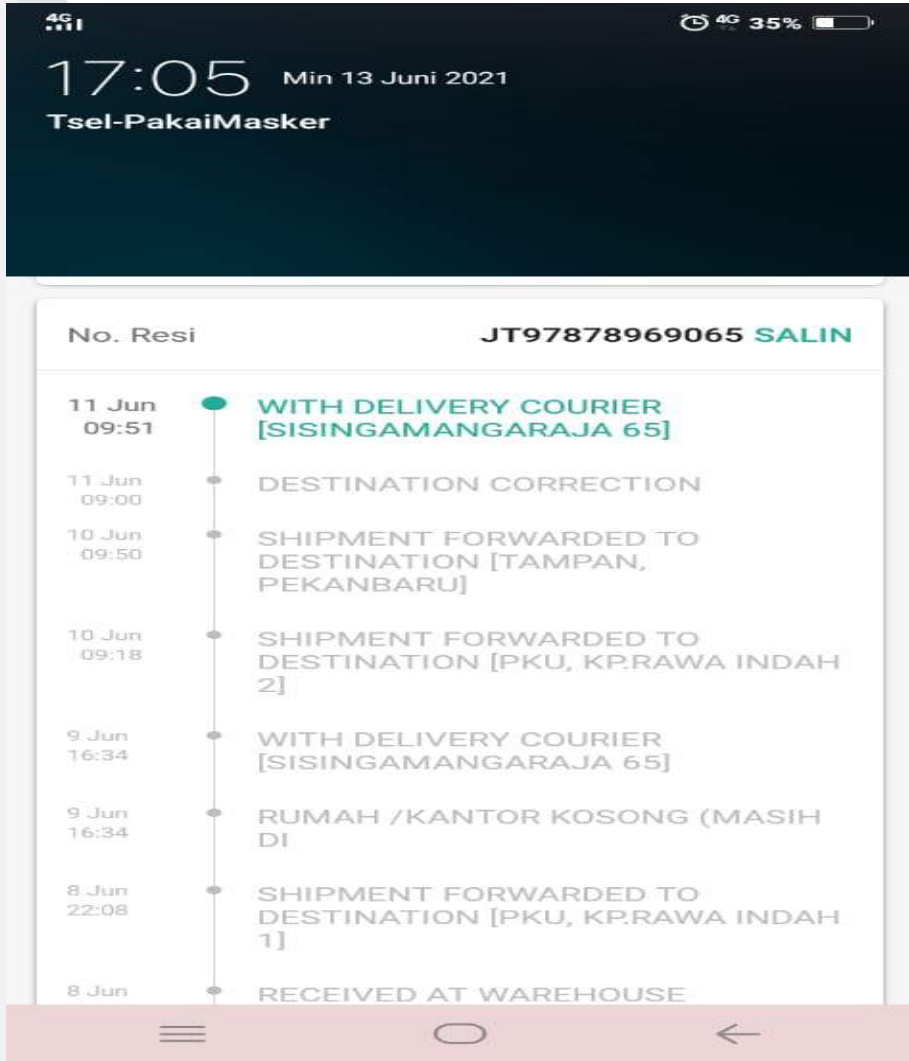 4G
4G 35%
17:05 Min 13 Juni 2021
Tsel-PakaiMasker
No. Resi JT97878969065 SALIN
11 Jun WITH DELIVERY COURIER
09:51 [SISINGAMANGARAJA 65]
11 Jun DESTINATION CORRECTION
09:00
10 Jun SHIPMENT FORWARDED TO
09:50 DESTINATION [TAMPAN,
PEKANBARU]
10 Jun SHIPMENT FORWARDED TO
09:18 DESTINATION [PKU, KP.RAWA INDAH
2]
9 Jun WITH DELIVERY COURIER
16:34 [SISINGAMANGARAJA 65]
9 Jun RUMAH /KANTOR KOSONG (MASIH
16:34 DI
8 Jun SHIPMENT FORWARDED TO
22:08 DESTINATION [PKU, KP.RAWA INDAH
1]
8 Jun RECEIVED AT WAREHOUSE